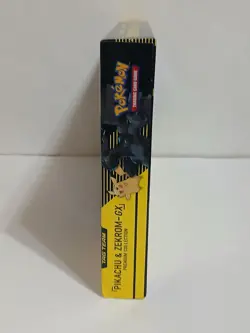 Pokémon
TRADING CARD GAME
TAG TEAM
PIKACHU & ZEKROM-GX
PREMIUM COLLECTION